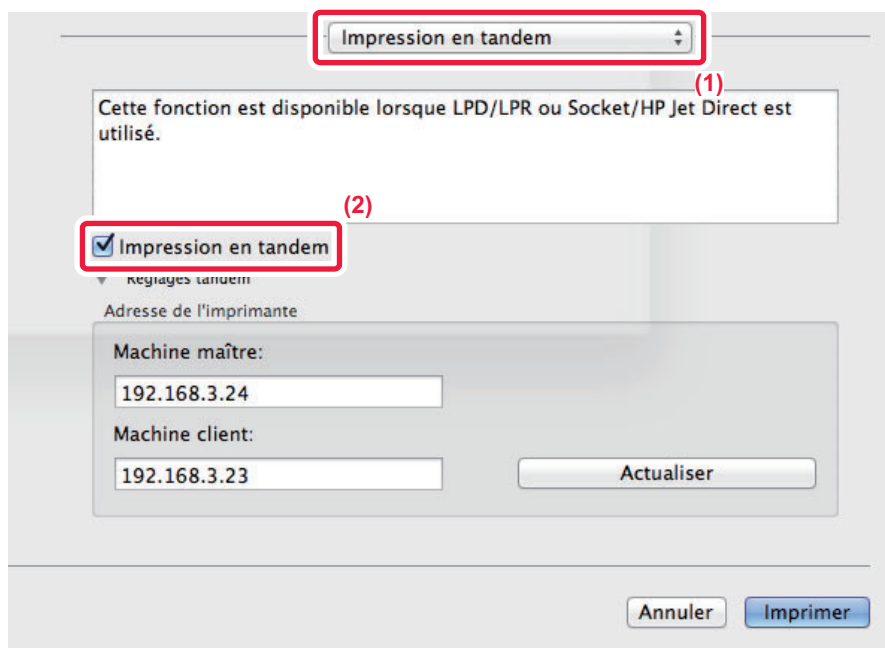 Impression en tandem
(1)
Cette fonction est disponible lorsque LPD/LPR ou Socket/HP Jet Direct est
utilisé.
(2)
Impression en tandem
Réglages tandem
Adresse de l'imprimante
Machine maître:
192.168.3.24
Machine client:
192.168.3.23
Actualiser
Annuler
Imprimer